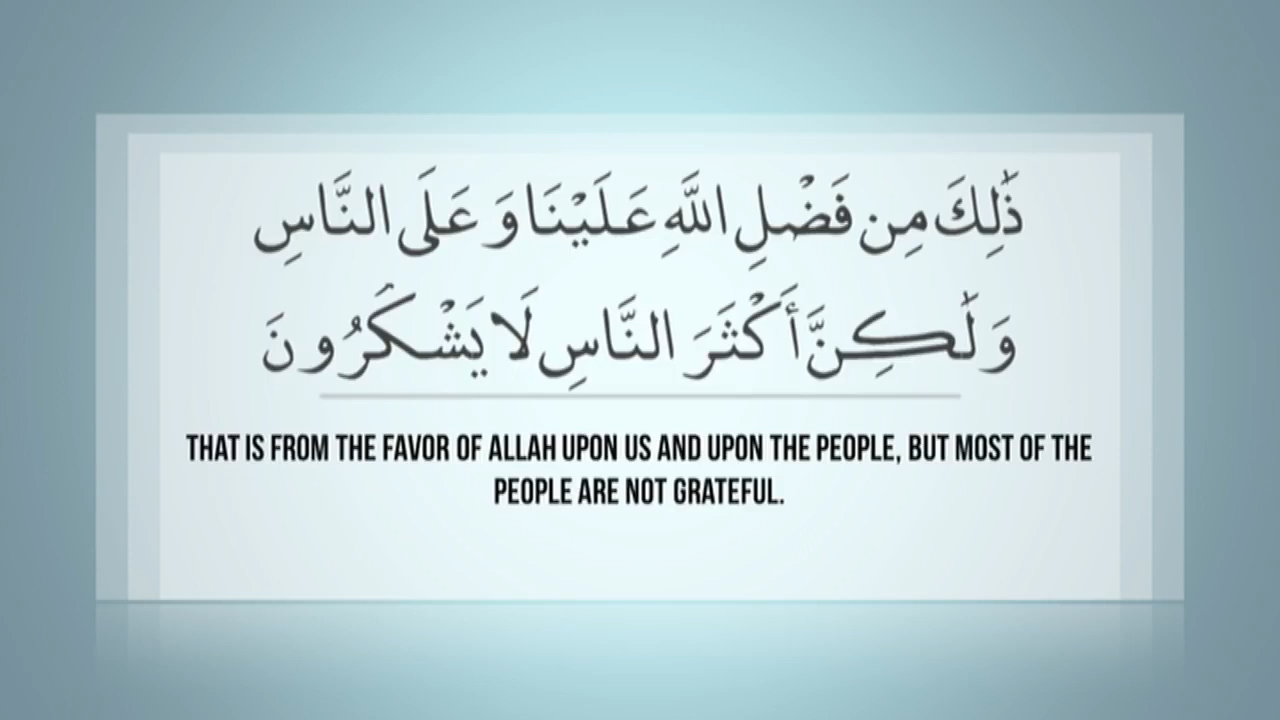 ذَٰلِكَ مِن فَضْلِ اللَّهِ عَلَيْنَا وَعَلَى النَّاسِ
وَلَٰكِنَّ أَكْثَرَ النَّاسِ لَا يَشْكُرُونَ
THAT IS FROM THE FAVOR OF ALLAH UPON US AND UPON THE PEOPLE, BUT MOST OF THE
PEOPLE ARE NOT GRATEFUL.